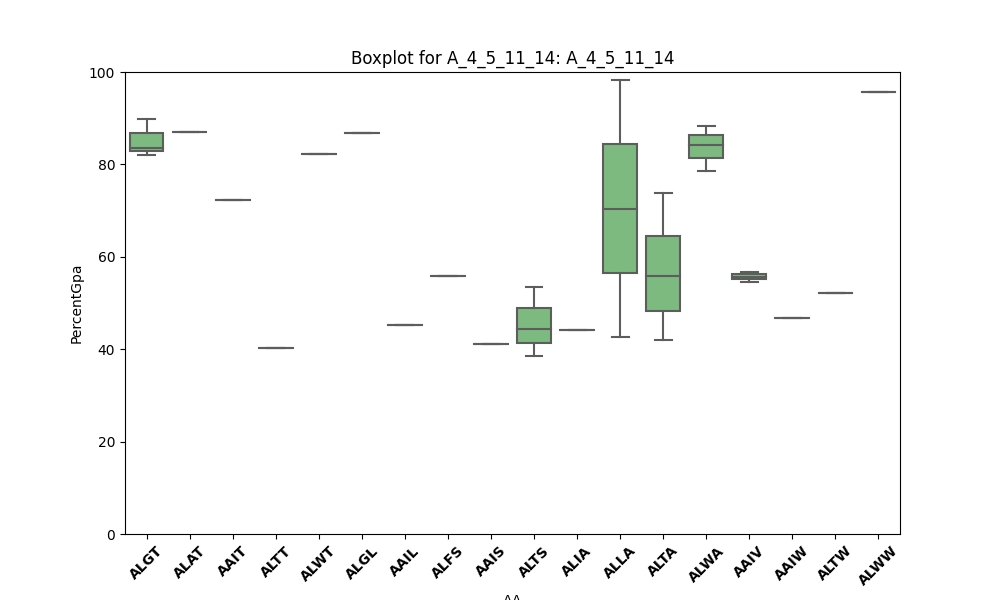 Boxplot for A_4_5_11_14: A_4_5_11_14
100
80
60
40
20
0
PercentGpa
ALGT
ALAT
AAIT
ALTT
ALWT
ALGL
AAIL
ALFS
AAIS
ALTS
ALIA
ALLA
ALTA
ALWA
AAIV
AAIW
ALTW
ALWW
AA